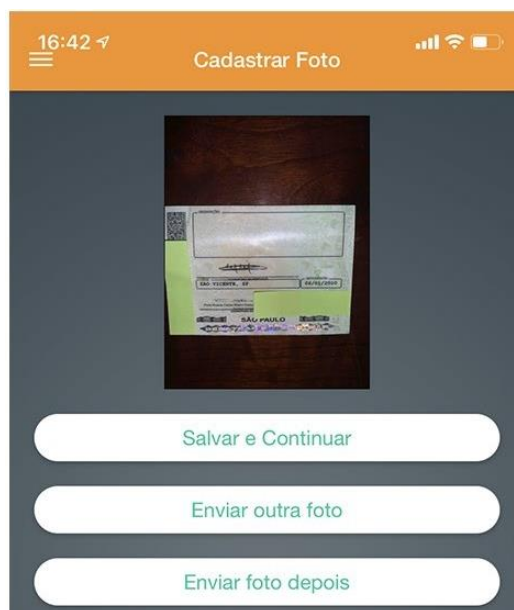 16:42
Cadastrar Foto
SÃO VICENTE, SP
SÃO PAULO
Salvar e Continuar
Enviar outra foto
Enviar foto depois